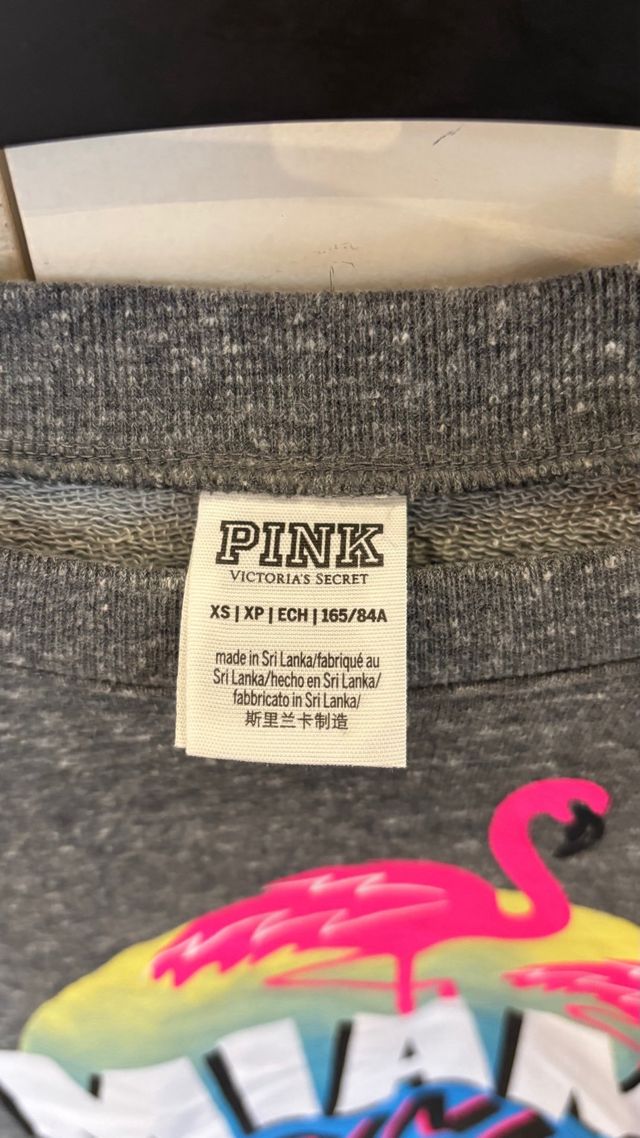 PINK
VICTORIA'S SECRET
XS | XP | ECH | 165/84A
made in Sri Lanka/fabriqué au
Sri Lanka/hecho en Sri Lanka/
fabbricato in Sri Lanka/
斯里兰卡制造